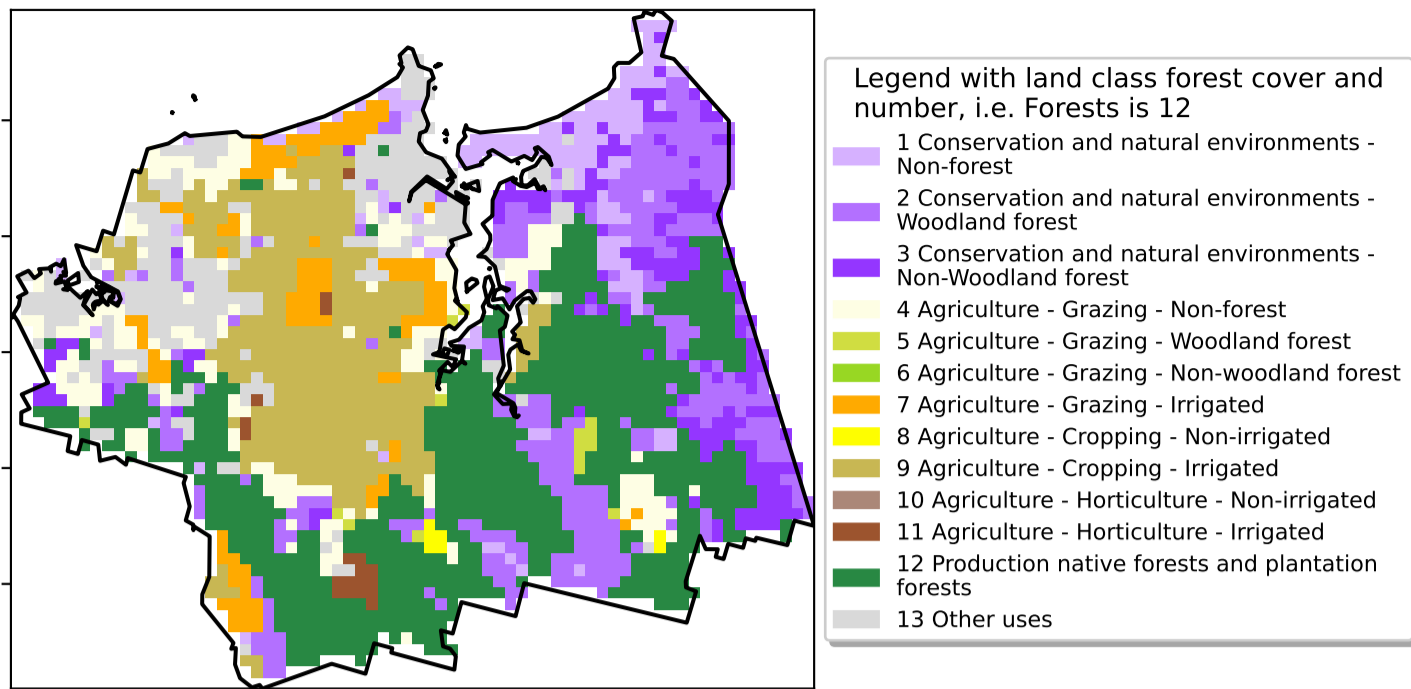 Legend with land class forest cover and
number, i.e. Forests is 12
1 Conservation and natural environments -
Non-forest
2 Conservation and natural environments -
Woodland forest
3 Conservation and natural environments -
Non-Woodland forest
4 Agriculture - Grazing - Non-forest
5 Agriculture - Grazing - Woodland forest
6 Agriculture - Grazing - Non-woodland forest
7 Agriculture - Grazing - Irrigated
8 Agriculture - Cropping - Non-irrigated
9 Agriculture - Cropping - Irrigated
10 Agriculture - Horticulture - Non-irrigated
11 Agriculture - Horticulture - Irrigated
12 Production native forests and plantation
forests
13 Other uses